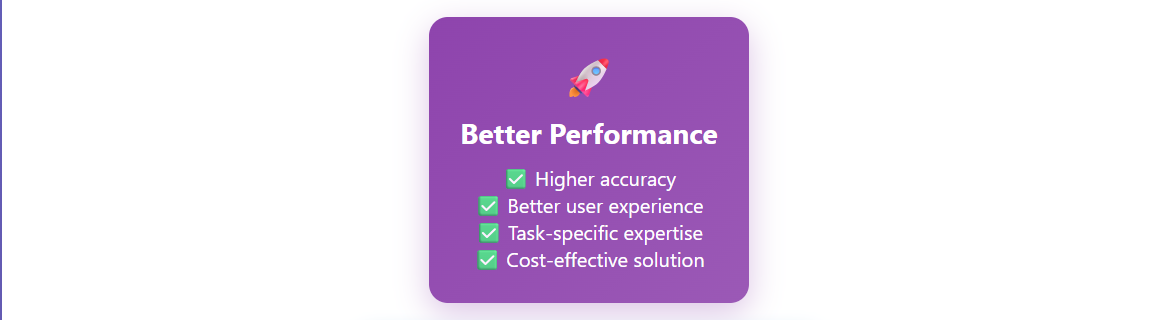 🚀
Better Performance
✅ Higher accuracy
✅ Better user experience
✅ Task-specific expertise
✅ Cost-effective solution